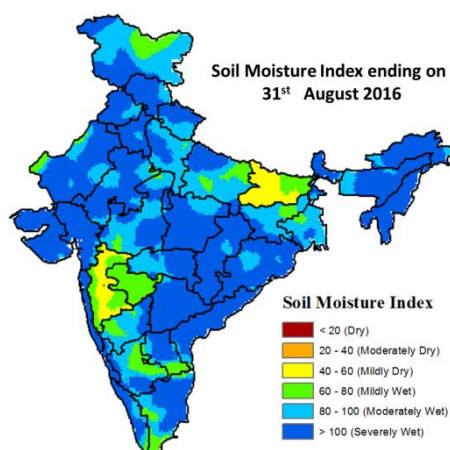 Soil Moisture Index ending on
31st August 2016
Soil Moisture Index
< 20 (Dry)
20 - 40 (Moderately Dry)
40 - 60 (Mildly Dry)
60 - 80 (Mildly Wet)
80 - 100 (Moderately Wet)
> 100 (Severely Wet)